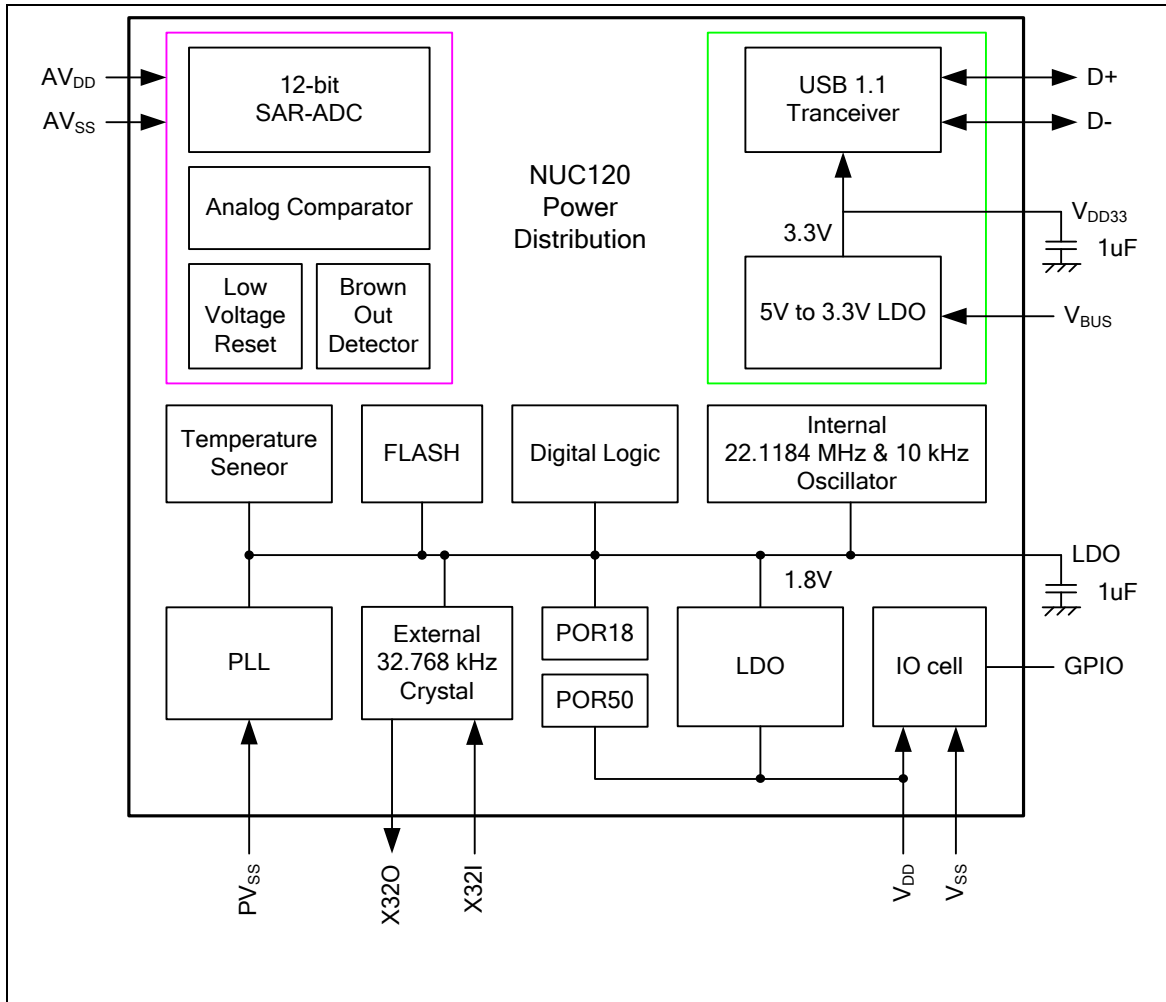 AVDD
AVSS
12-bit
SAR-ADC
Analog Comparator
Low
Voltage
Reset
Brown
Out
Detector
NUC120
Power
Distribution
USB 1.1
Tranceiver
D+
D-
3.3V
VDD33
1uF
5V to 3.3V LDO
VBUS
Temperature
Seneor
FLASH
Digital Logic
Internal
22.1184 MHz & 10 kHz
Oscillator
1.8V
LDO
1uF
PLL
External
32.768 kHz
Crystal
POR18
POR50
LDO
IO cell
GPIO
PVSS
X32O
X32I
VDD
VSS